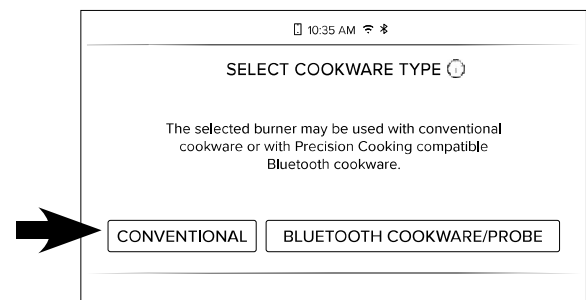 10:35 AM
SELECT COOKWARE TYPE
The selected burner may be used with conventional
cookware or with Precision Cooking compatible
Bluetooth cookware.
CONVENTIONAL BLUETOOTH COOKWARE/PROBE